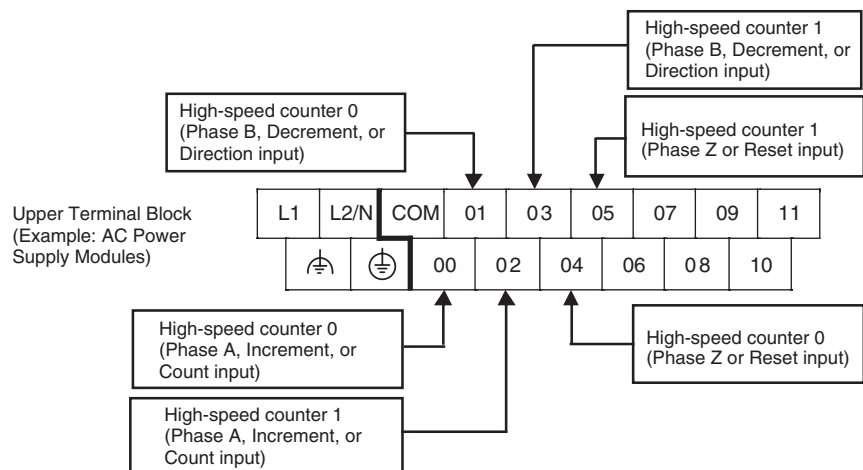 High-speed counter 1
(Phase B, Decrement, or
Direction input)
High-speed counter 0
(Phase B, Decrement, or
Direction input)
High-speed counter 1
(Phase Z or Reset input)
Upper Terminal Block
(Example: AC Power
Supply Modules)
L1 L2/N COM 01 03 05 07 09 11
00 02 04 06 08 10
High-speed counter 0
(Phase A, Increment, or
Count input)
High-speed counter 0
(Phase Z or Reset input)
High-speed counter 1
(Phase A, Increment, or
Count input)